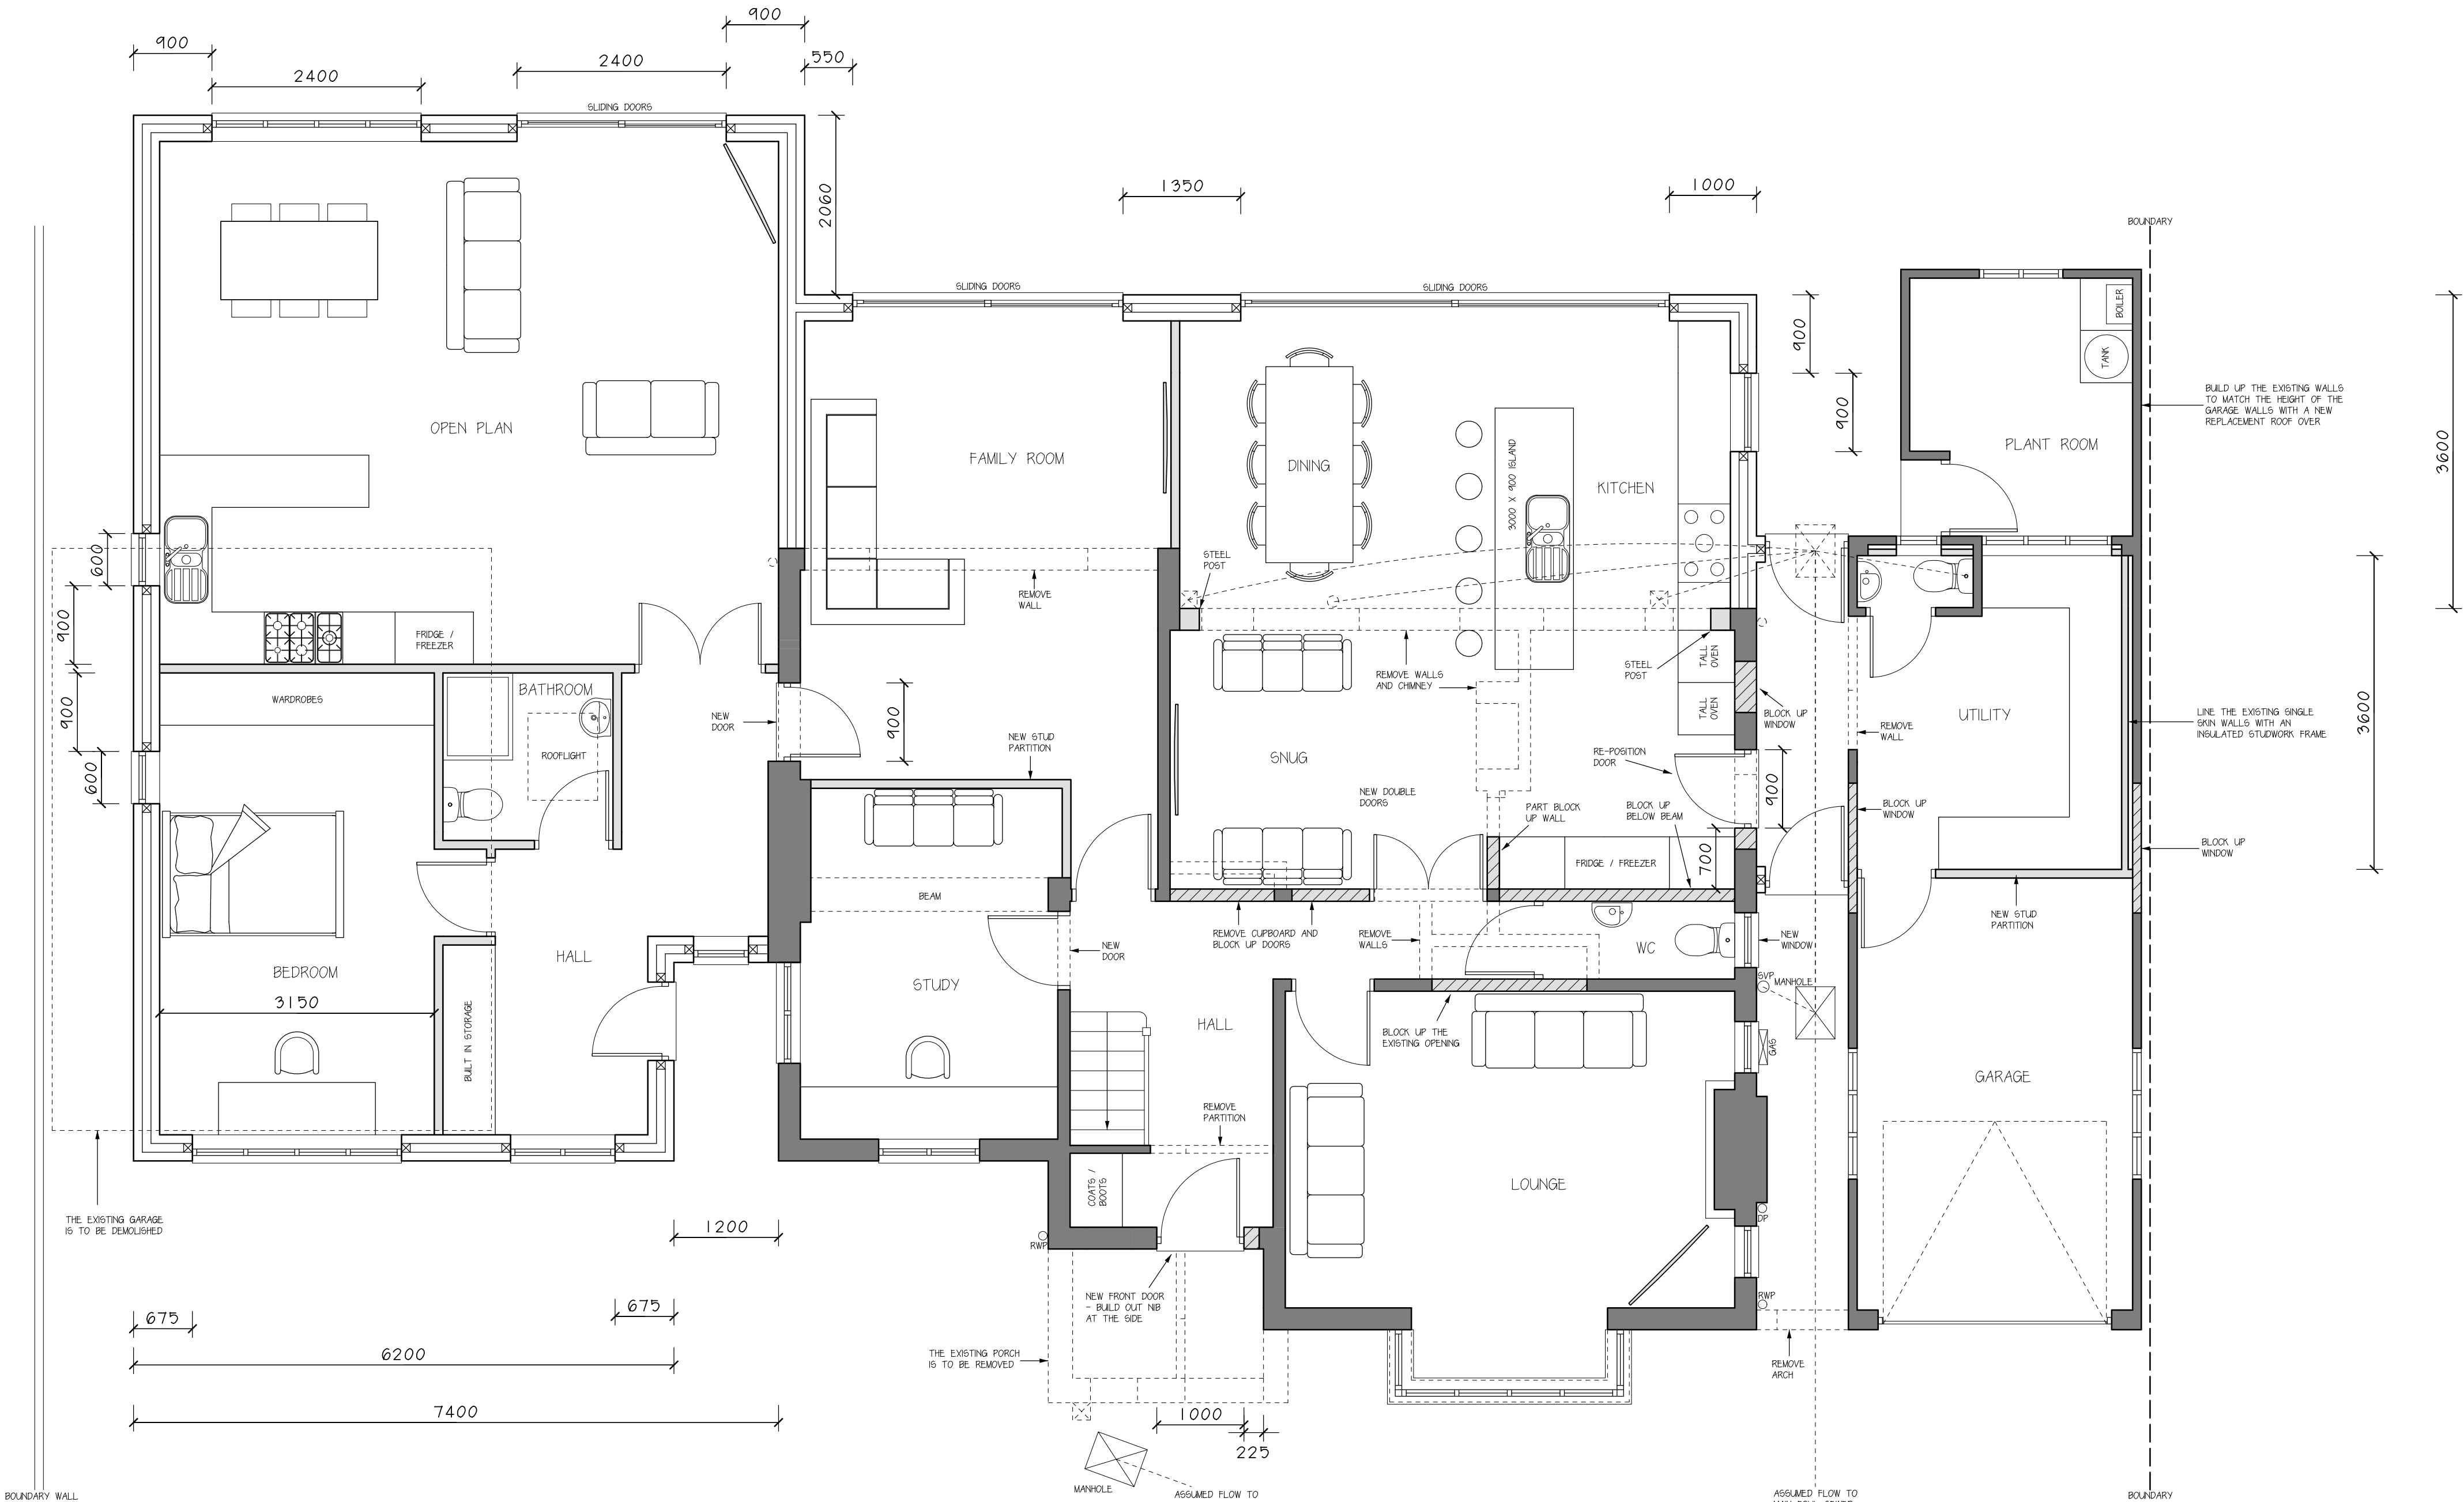 900
900
550
2400
2400
SLIDING DOORS
2060
1350
1000
BOUNDARY
SLIDING DOORS
SLIDING DOORS
BOILER
TANK
900
900
3600
BUILD UP THE EXISTING WALLS
TO MATCH THE HEIGHT OF THE
GARAGE WALLS WITH A NEW
REPLACEMENT ROOF OVER
OPEN PLAN
FAMILY ROOM
DINING
3000 X 900 ISLAND
KITCHEN
PLANT ROOM
STEEL
POST
600
900
REMOVE
WALL
FRIDGE /
FREEZER
REMOVE WALLS
AND CHIMNEY
STEEL
POST
TALL
OVEN
TALL
OVEN
WARDROBES
BATHROOM
ROOFLIGHT
900
600
NEW
DOOR
900
NEW STUD
PARTITION
SNUG
BLOCK UP
WINDOW
REMOVE
WALL
UTILITY
3600
LINE THE EXISTING SINGLE
SKIN WALLS WITH AN
INSULATED STUDWORK FRAME
RE-POSITION
DOOR
900
NEW DOUBLE
DOORS
PART BLOCK
UP WALL
BLOCK UP
BELOW BEAM
BLOCK UP
WINDOW
BLOCK UP
WINDOW
FRIDGE / FREEZER
700
BEAM
NEW STUD
PARTITION
REMOVE CUPBOARD AND
BLOCK UP DOORS
REMOVE
WALLS
WC
NEW
WINDOW
NEW
DOOR
HALL
BEDROOM
3150
BUILT IN STORAGE
STUDY
SVP
MANHOLE
HALL
BLOCK UP THE
EXISTING OPENING
GAS
GARAGE
REMOVE
PARTITION
COATS /
BOOTS
LOUNGE
THE EXISTING GARAGE
IS TO BE DEMOLISHED
1200
RWP
DP
NEW FRONT DOOR
- BUILD OUT NIB
AT THE SIDE
RWP
675
675
6200
THE EXISTING PORCH
IS TO BE REMOVED
REMOVE
ARCH
7400
1000
225
MANHOLE
ASSUMED FLOW TO
ASSUMED FLOW TO
BOUNDARY WALL
BOUNDARY